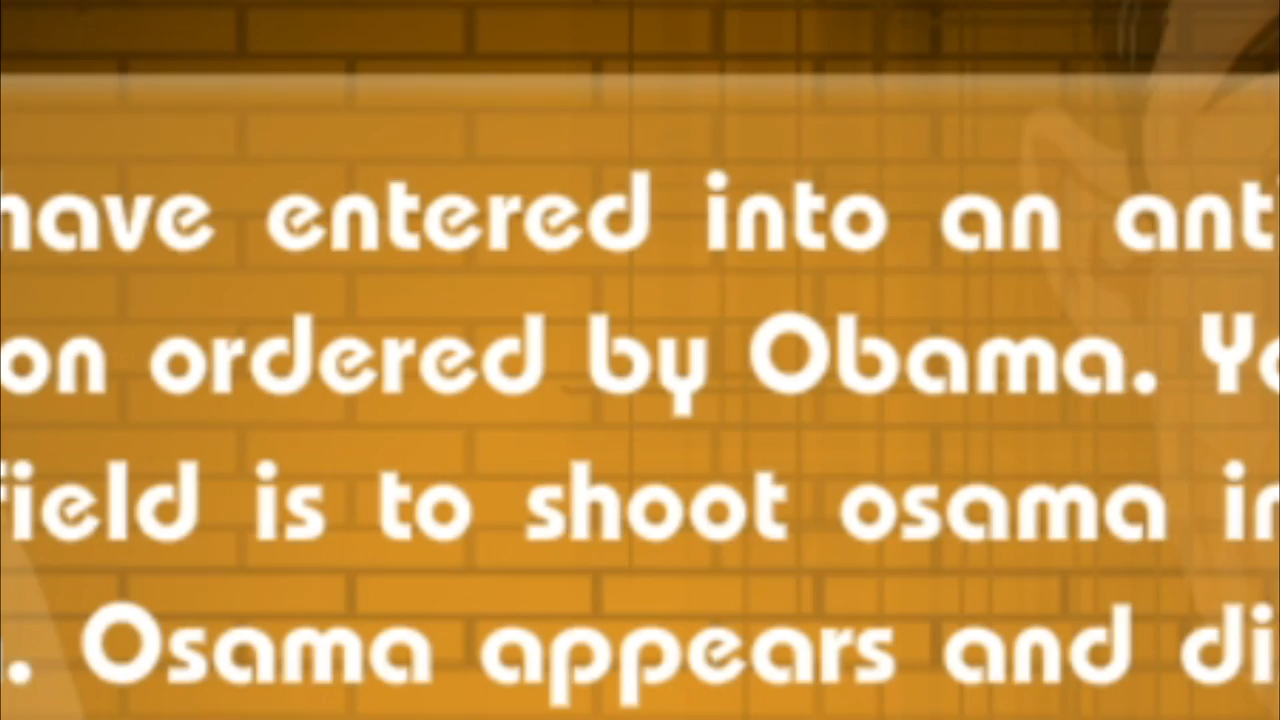 have entered into an ant
on ordered by Obama. Yo
field is to shoot osama in
. Osama appears and di